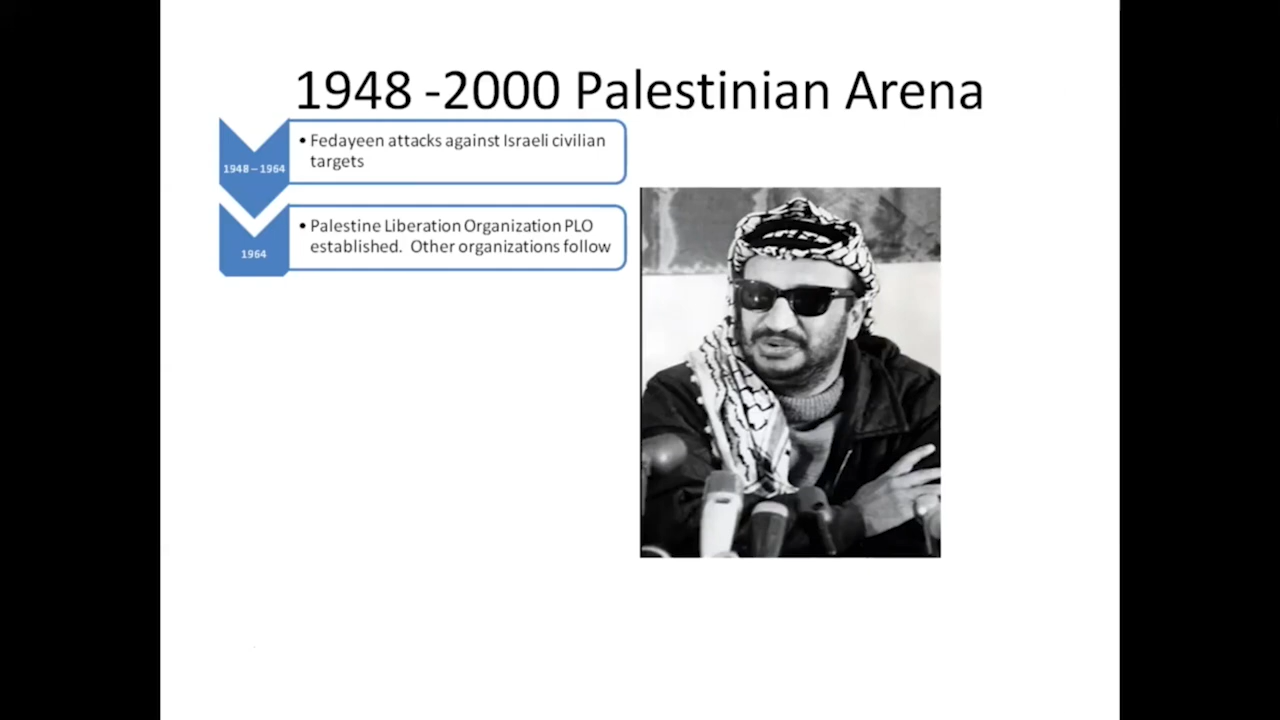 1948 -2000 Palestinian Arena
1948 – 1964
• Fedayeen attacks against Israeli civilian
targets
1964
• Palestine Liberation Organization PLO
established. Other organizations follow